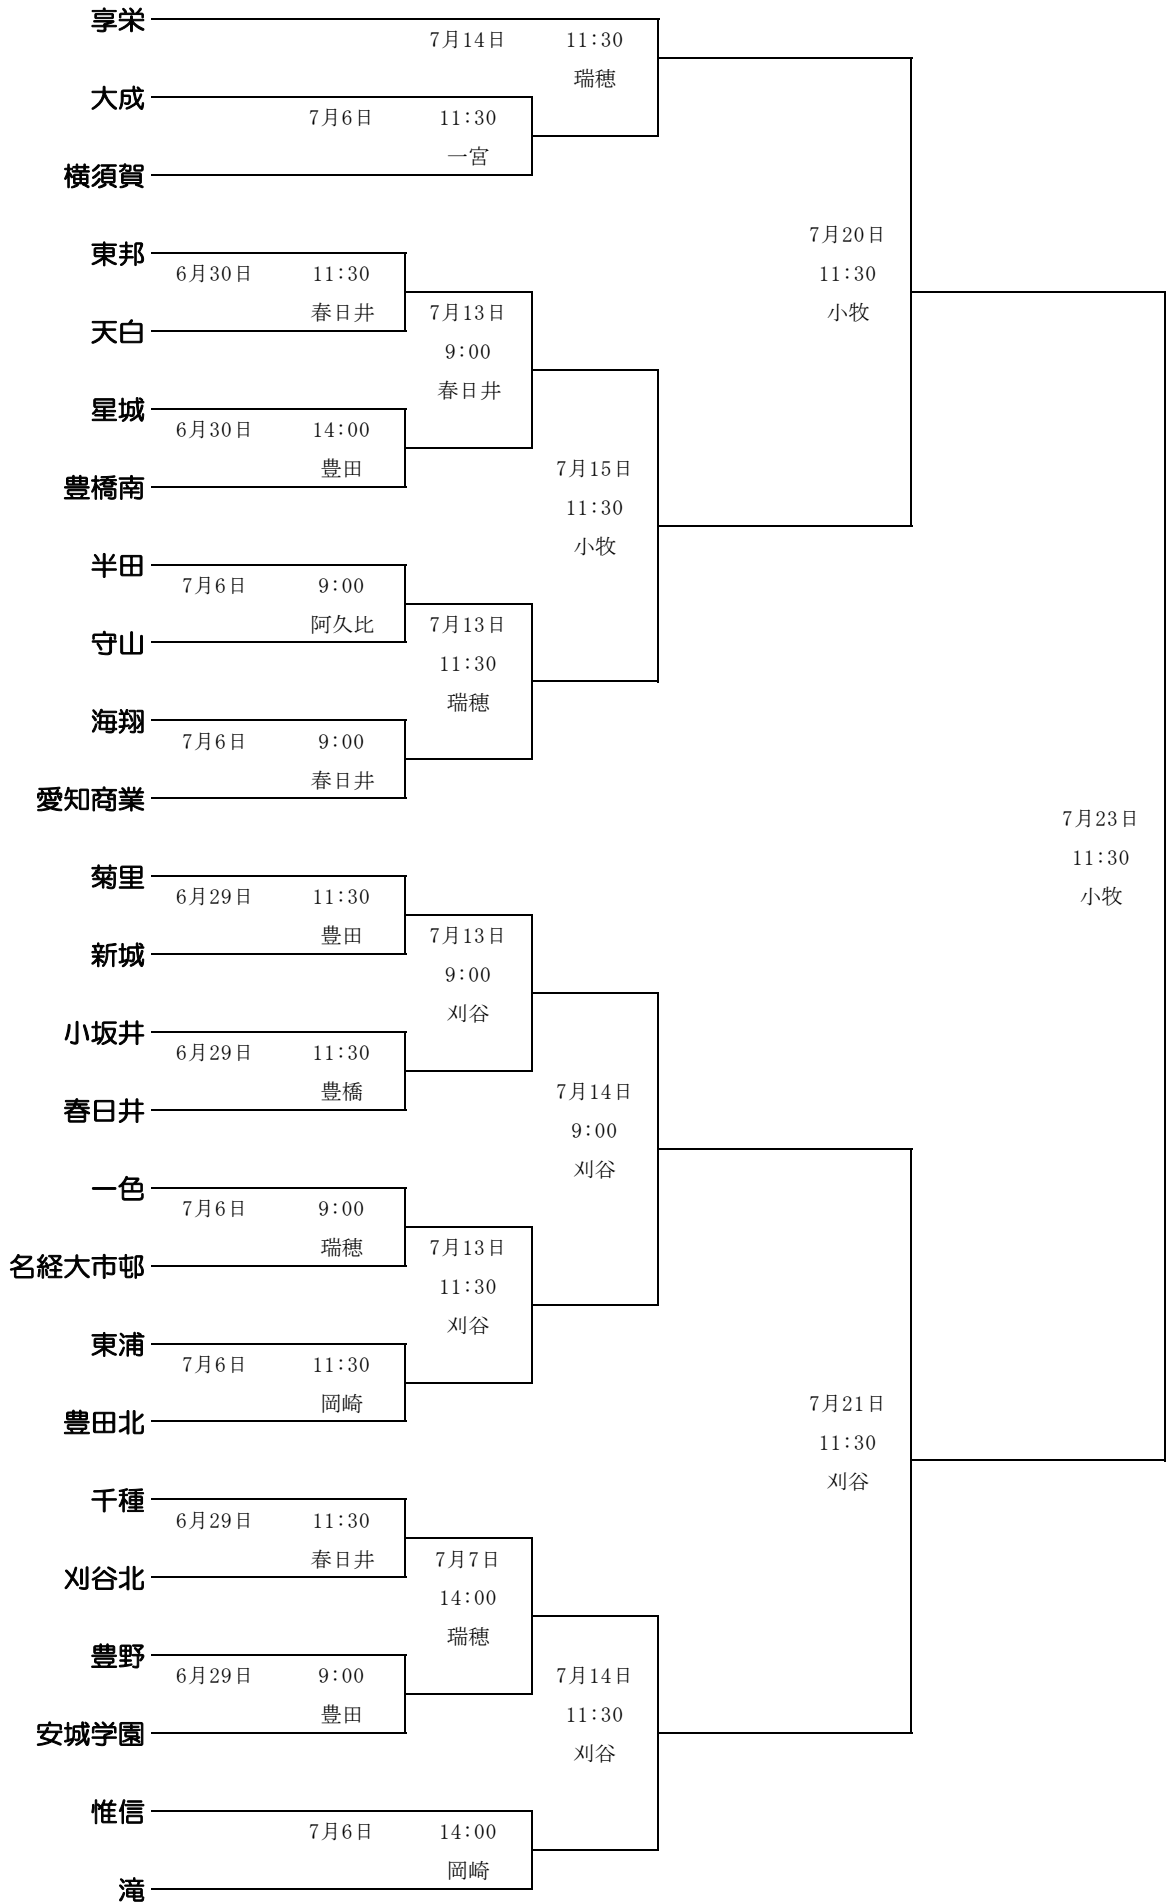 享栄
7月14日 11:30
瑞穂
大成
7月6日 11:30
一宮
横須賀
7月20日
11:30
小牧
東邦
6月30日 11:30
春日井
天白
7月13日
9:00
春日井
星城
6月30日 14:00
豊田
豊橋南
7月15日
11:30
小牧
半田
7月6日 9:00
阿久比
守山
7月13日
11:30
瑞穂
海翔
7月6日 9:00
春日井
愛知商業
7月23日
11:30
小牧
菊里
6月29日 11:30
豊田
新城
7月13日
9:00
刈谷
小坂井
6月29日 11:30
豊橋
春日井
7月14日
9:00
刈谷
一色
7月6日 9:00
瑞穂
名経大市邨
7月13日
11:30
刈谷
東浦
7月6日 11:30
岡崎
豊田北
7月21日
11:30
刈谷
千種
6月29日 11:30
春日井
刈谷北
7月7日
14:00
瑞穂
豊野
6月29日 9:00
豊田
安城学園
7月14日
11:30
刈谷
惟信
7月6日 14:00
岡崎
滝